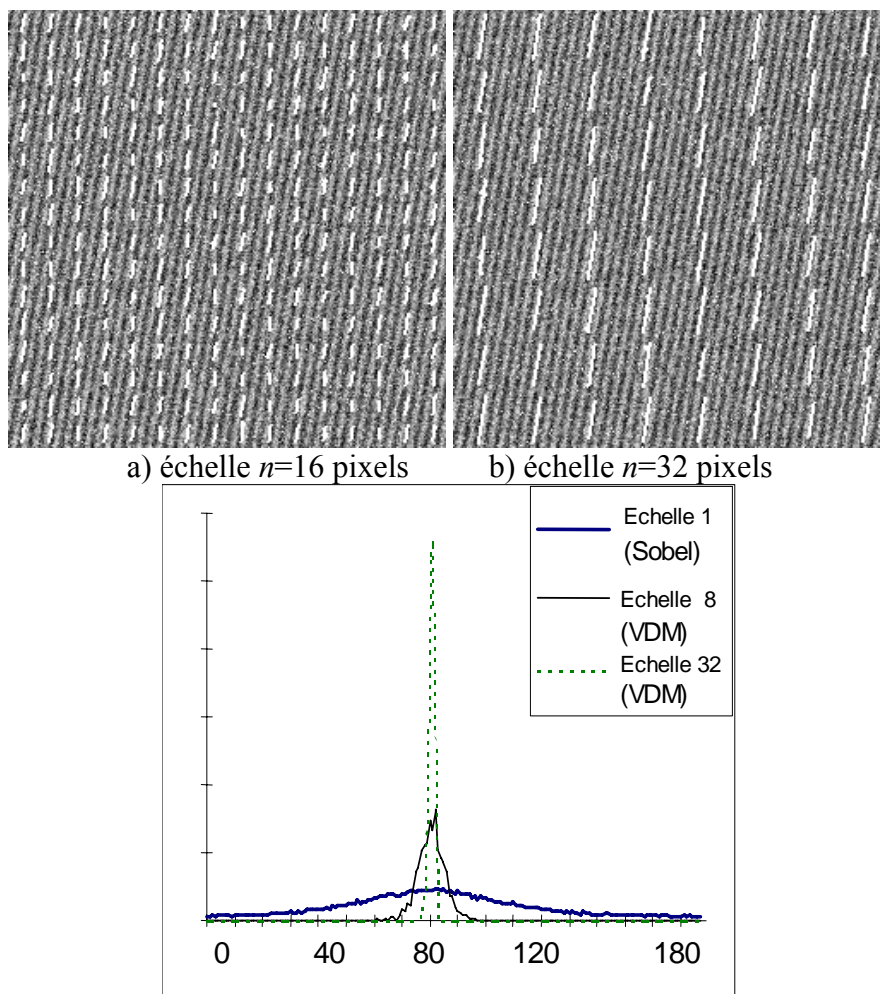 a) échelle n=16 pixels b) échelle n=32 pixels
Echelle 1
(Sobel)
Echelle 8
(VDM)
Echelle 32
(VDM)
0 40 80 120 180